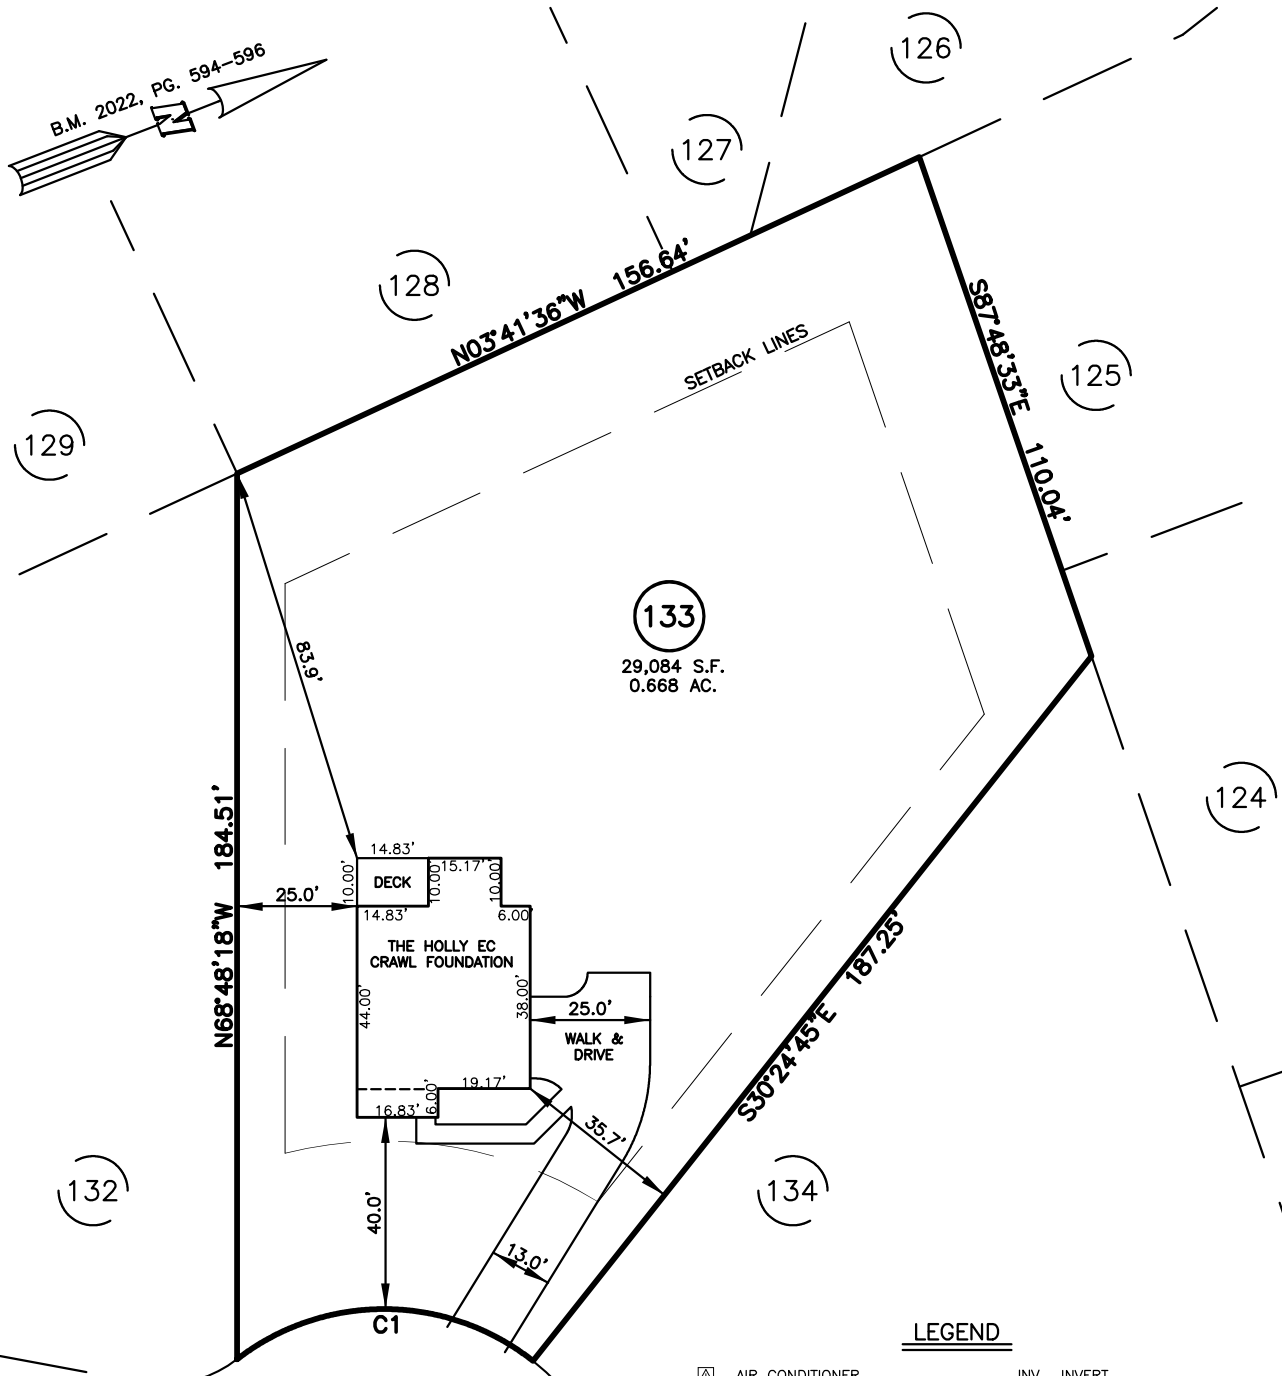 B.M. 2022, PG. 594-596
N
126
127
128
129
N03°41'36"W 156.64'
SETBACK LINES
S87°48'33"E 110.04'
125
133
29,084 S.F.
0.668 AC.
83.9'
124
N68°48'18"W 184.51'
14.83'
10.00'
DECK
10.00'
15.17'
10.00'
25.0'
14.83'
6.00'
THE HOLLY EC
CRAWL FOUNDATION
44.00'
38.00'
25.0'
WALK &
DRIVE
S30°24'45"E 187.25'
19.17'
16.83'
6.00'
35.7'
132
134
40.0'
13.0'
C1
LEGEND
A AIR CONDITIONER
INV INVERT